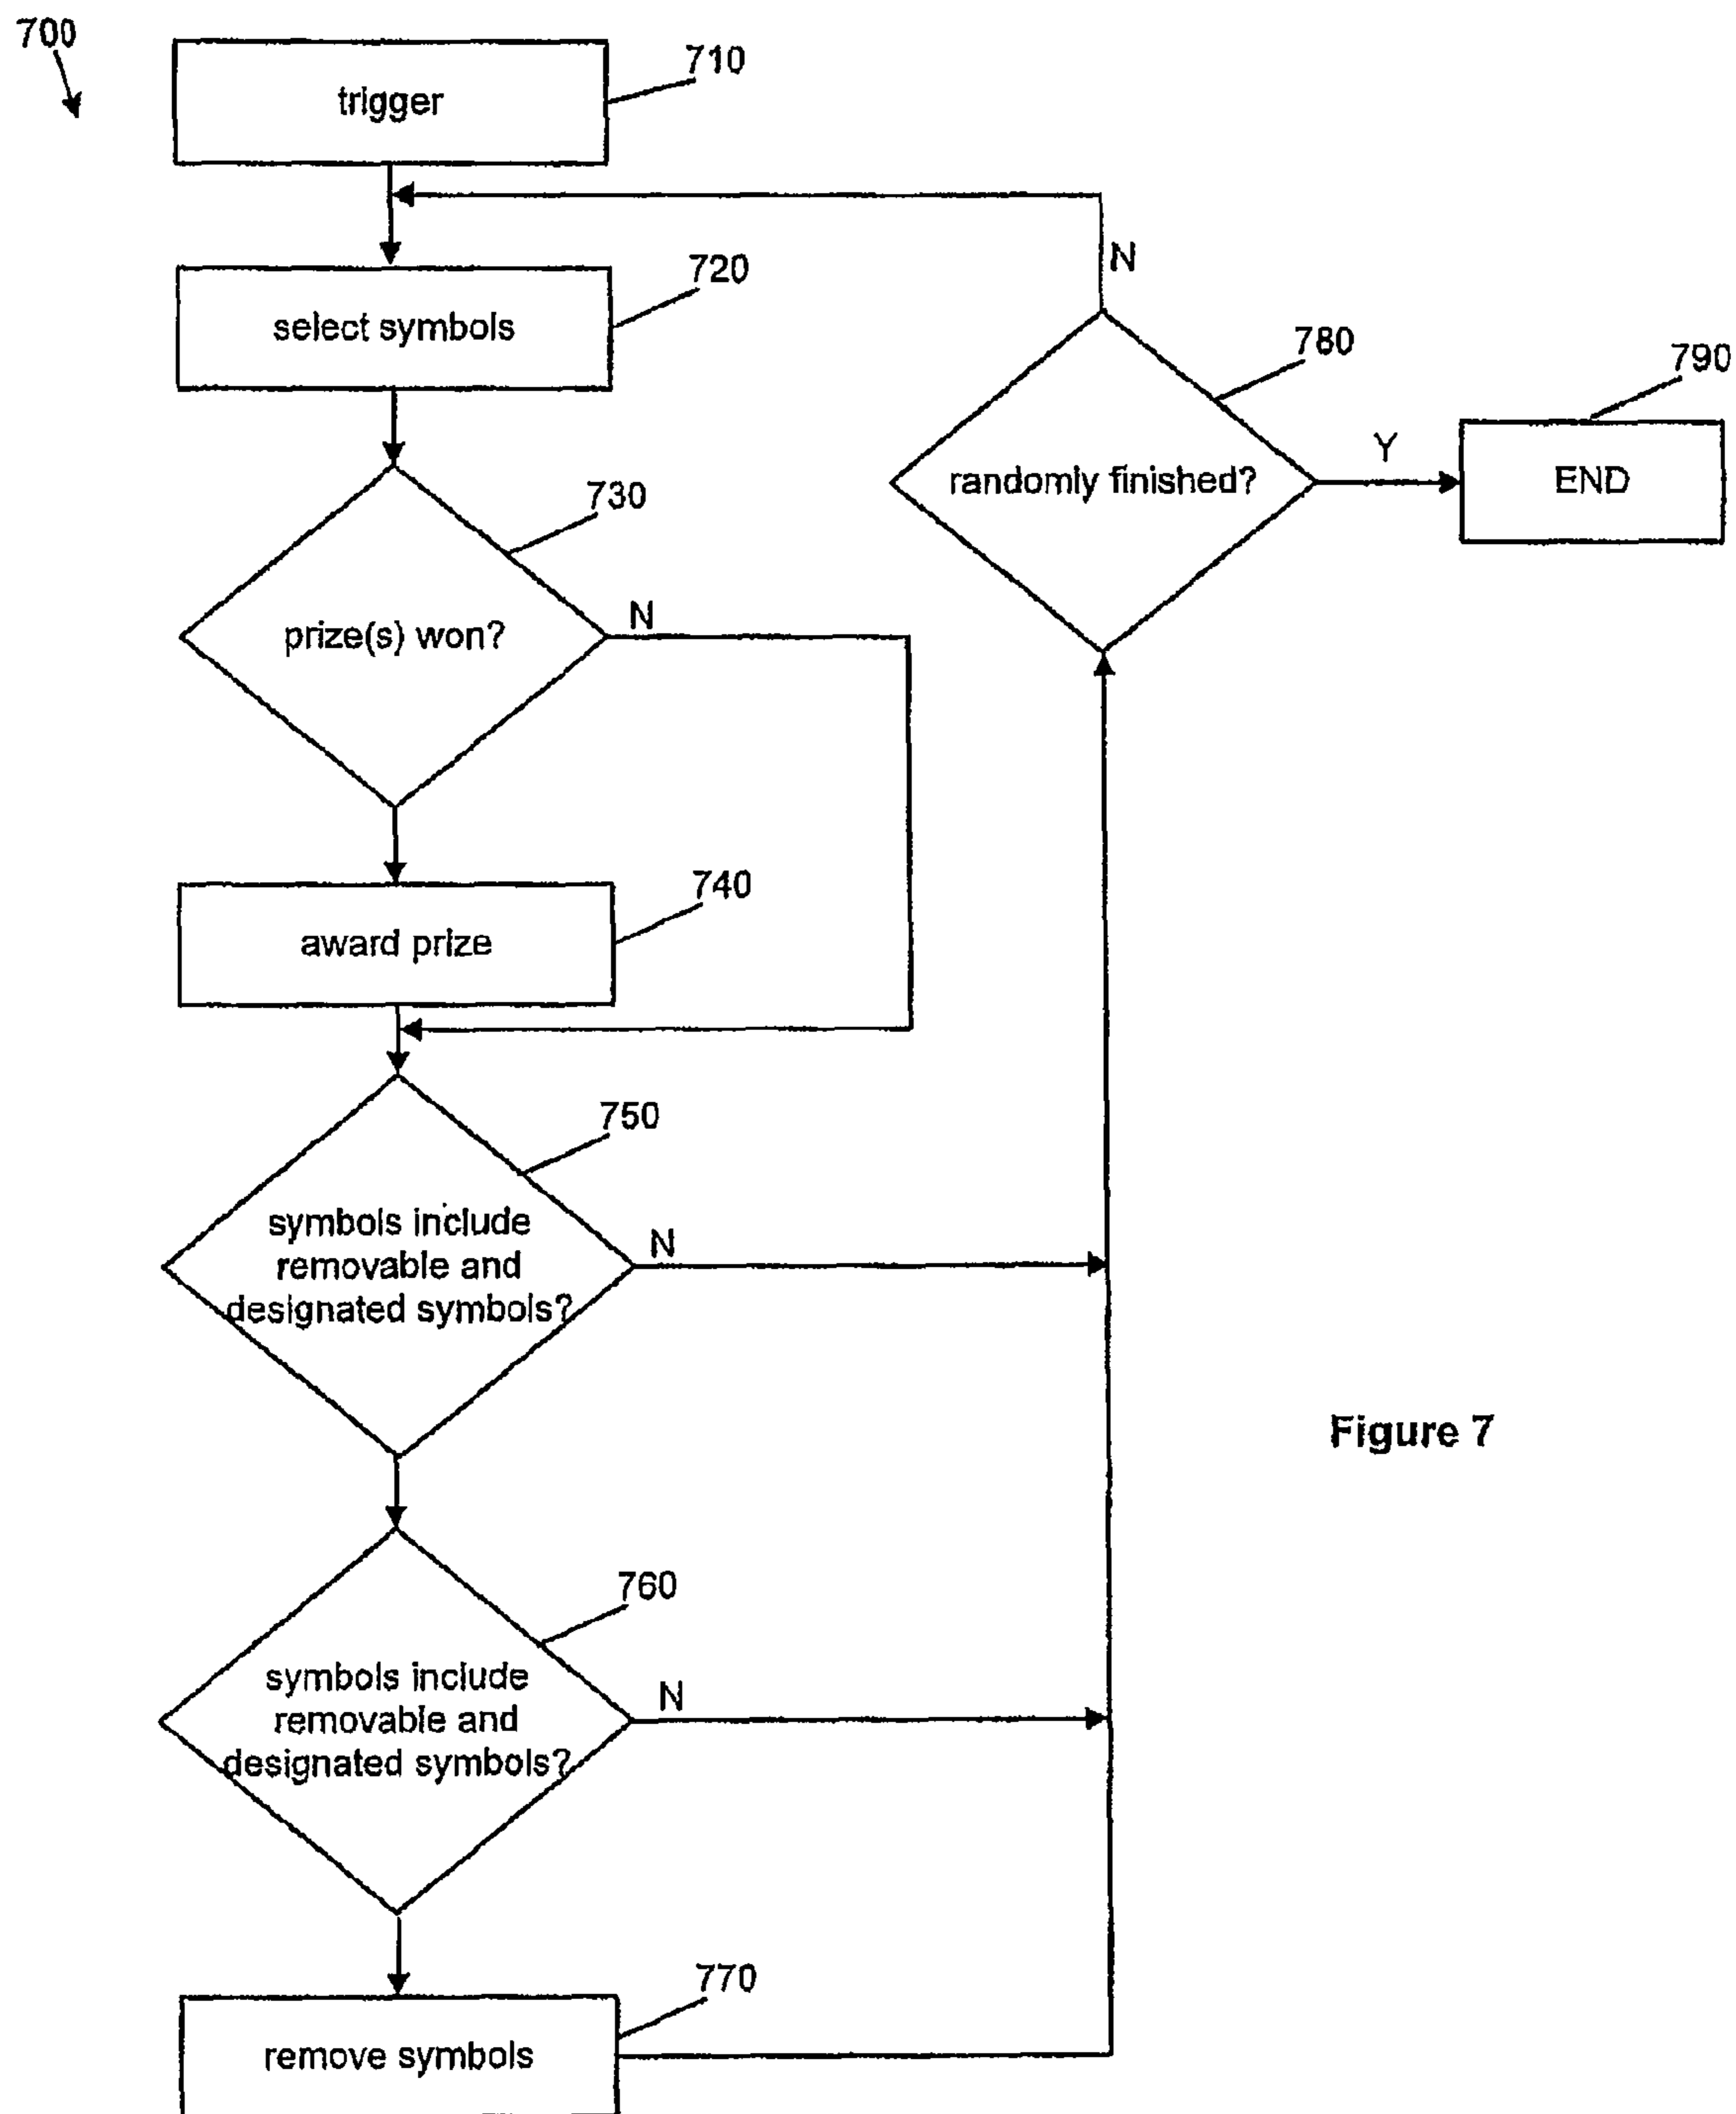 700
trigger
710
select symbols
720
prize(s) won?
730
N
award prize
740
symbols include
removable and
designated symbols?
750
N
symbols include
removable and
designated symbols?
760
N
remove symbols
770
randomly finished?
780
N
Y
END
790
Figure 7